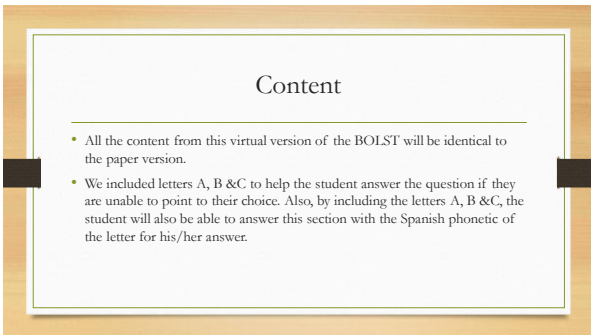 Content
• All the content from this virtual version of the BOLST will be identical to
the paper version.
• We included letters A, B &C to help the student answer the question if they
are unable to point to their choice. Also, by including the letters A, B &C, the
student will also be able to answer this section with the Spanish phonetic of
the letter for his/her answer.